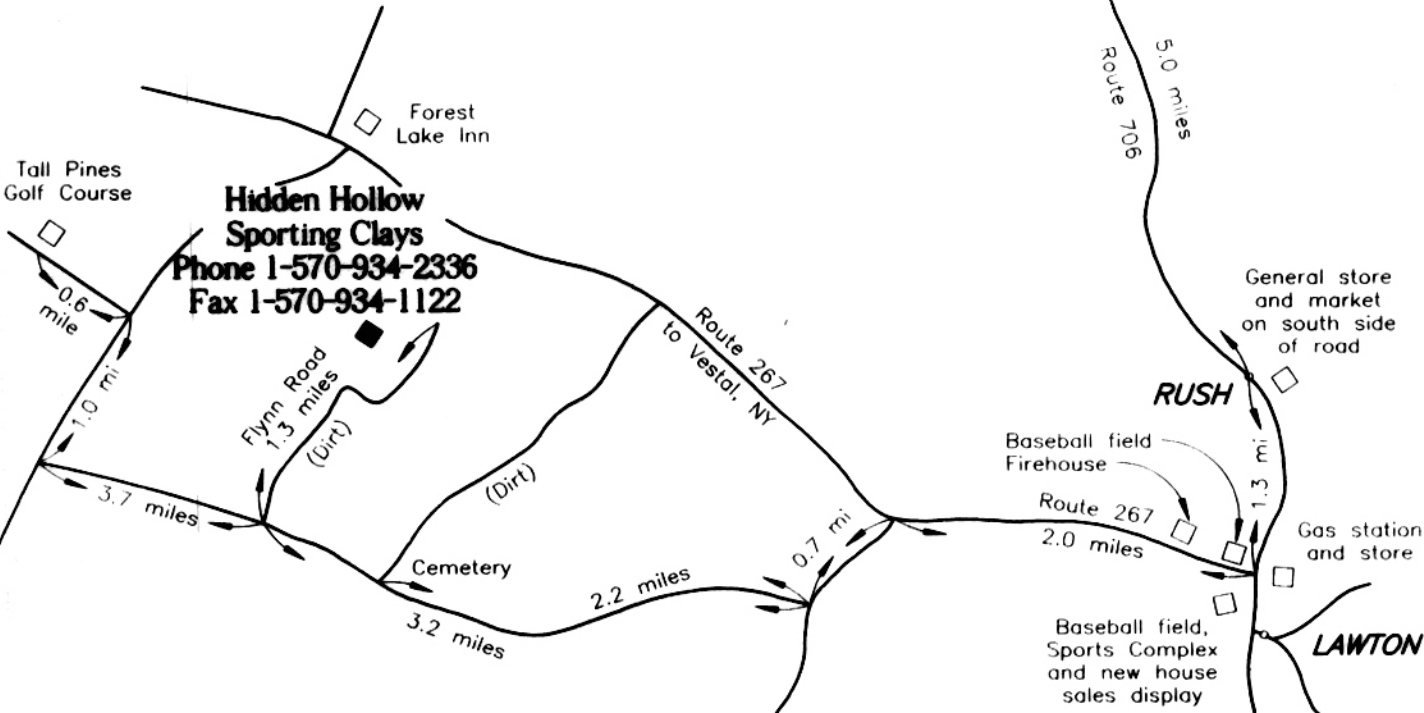 Forest
Lake Inn
Tall Pines
Golf Course
Hidden Hollow
Sporting Clays
Phone 1-570-934-2336
Fax 1-570-934-1122
0.6
mile
1.0 mi
Flynn Road
1.3 miles
(Dirt)
3.7 miles
(Dirt)
Cemetery
3.2 miles
2.2 miles
0.7 mi
Route 267
to Vestal, NY
Route 706
5.0 miles
General store
and market
on south side
of road
RUSH
1.3 mi
Baseball field
Firehouse
Route 267
2.0 miles
Gas station
and store
Baseball field,
Sports Complex
and new house
sales display
LAWTON